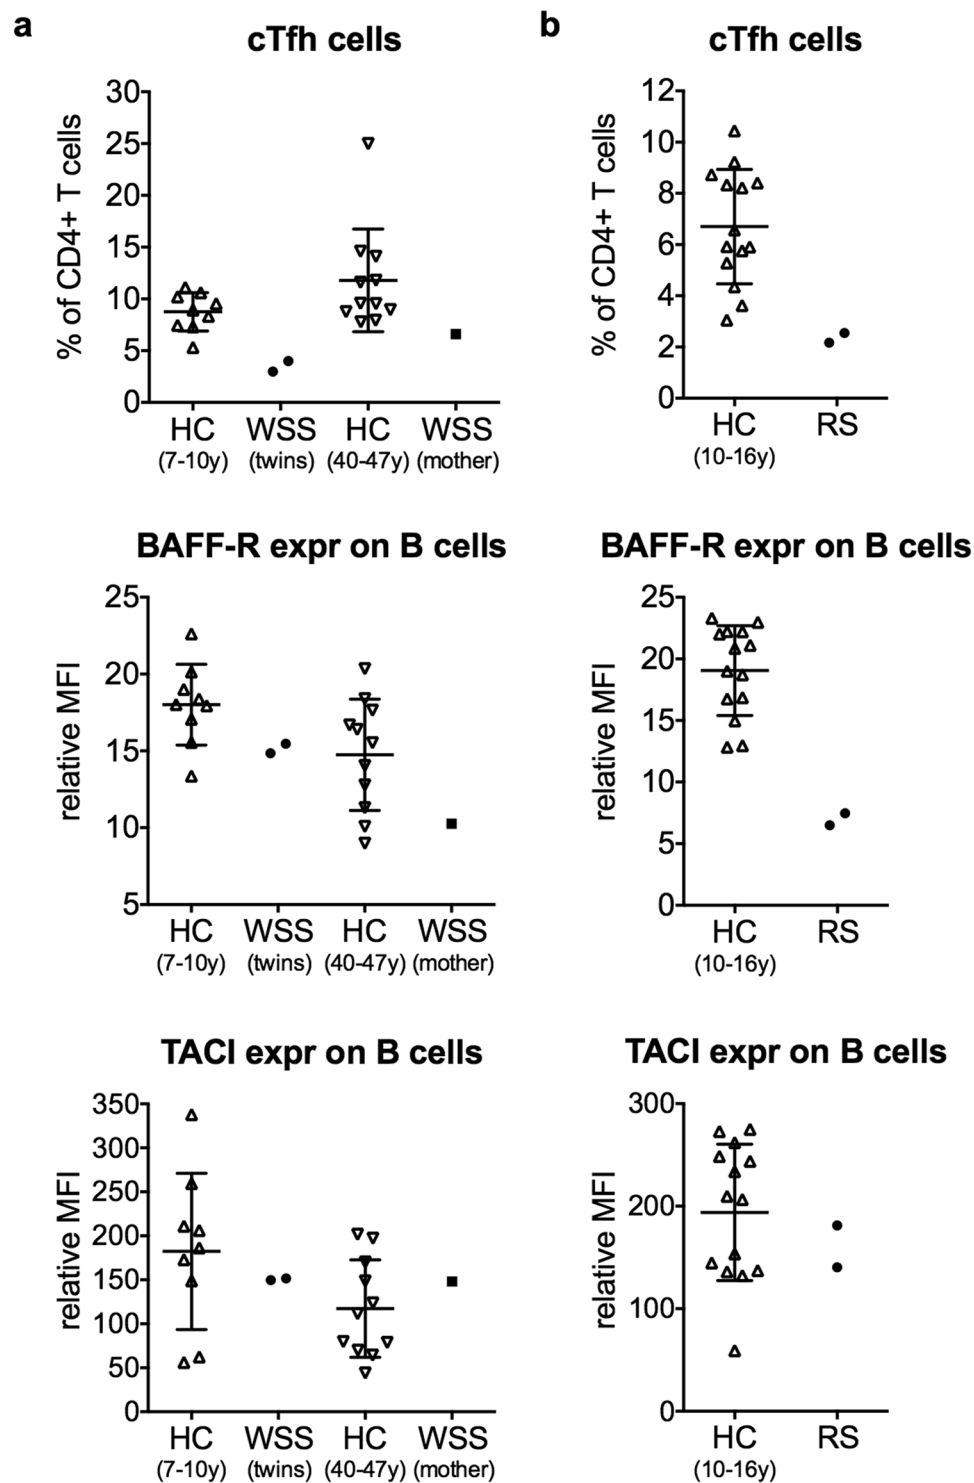 a
cTfh cells
% of CD4+ T cells
30
25
20
15
10
5
0
HC WSS HC WSS
(7-10y) (twins) (40-47y) (mother)
b
cTfh cells
% of CD4+ T cells
12
10
8
6
4
2
0
HC RS
(10-16y)
BAFF-R expr on B cells
relative MFI
25
20
15
10
5
HC WSS HC WSS
(7-10y) (twins) (40-47y) (mother)
BAFF-R expr on B cells
relative MFI
25
20
15
10
5
0
HC RS
(10-16y)
TACI expr on B cells
relative MFI
350
300
250
200
150
100
50
0
HC WSS HC WSS
(7-10y) (twins) (40-47y) (mother)
TACI expr on B cells
relative MFI
300
200
100
0
HC RS
(10-16y)